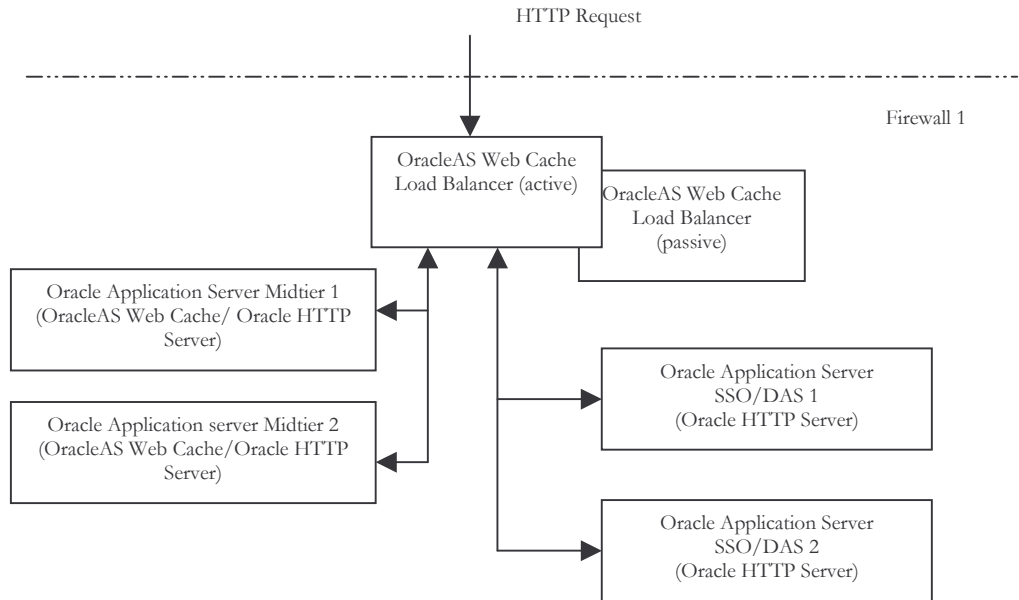 HTTP Request
Firewall 1
OracleAS Web Cache
Load Balancer (active)
OracleAS Web Cache
Load Balancer
(passive)
Oracle Application Server Midtier 1
(OracleAS Web Cache/ Oracle HTTP
Server)
Oracle Application server Midtier 2
(OracleAS Web Cache/Oracle HTTP
Server)
Oracle Application Server
SSO/DAS 1
(Oracle HTTP Server)
Oracle Application Server
SSO/DAS 2
(Oracle HTTP Server)